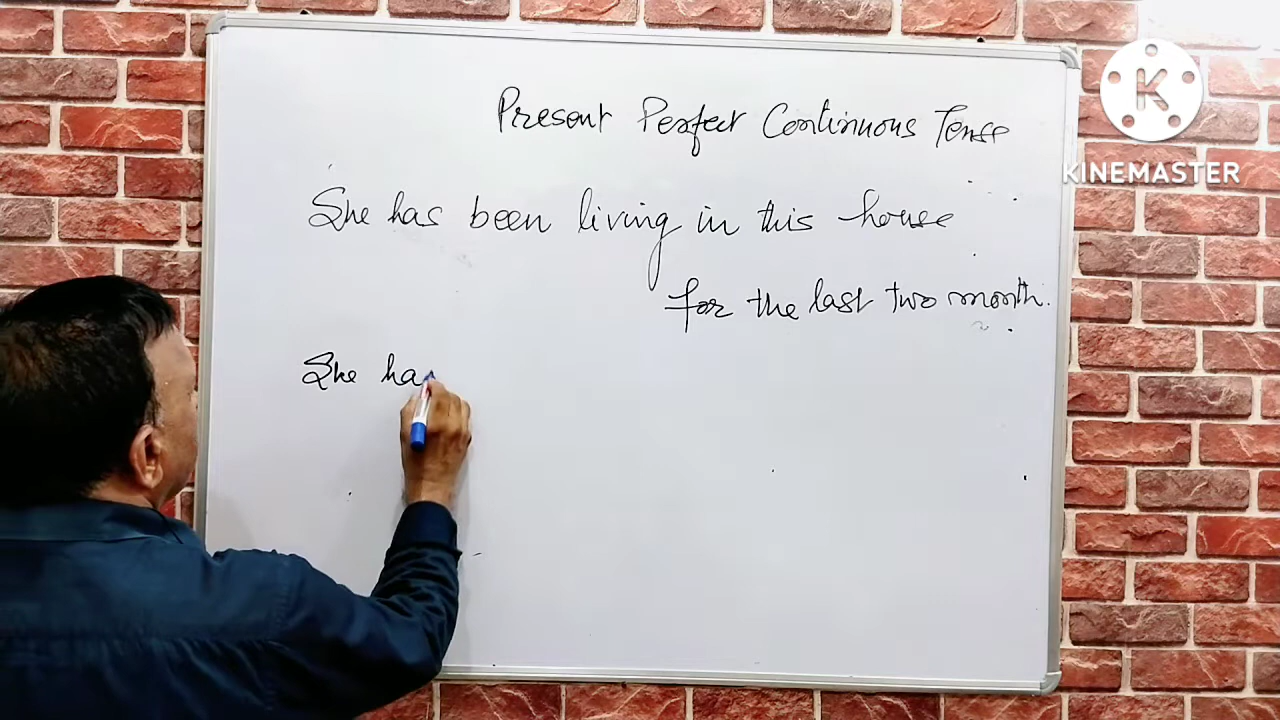 Present Perfect Continuous Tense
She has been living in this house
for the last two month.
She ha
K
KINEMASTER